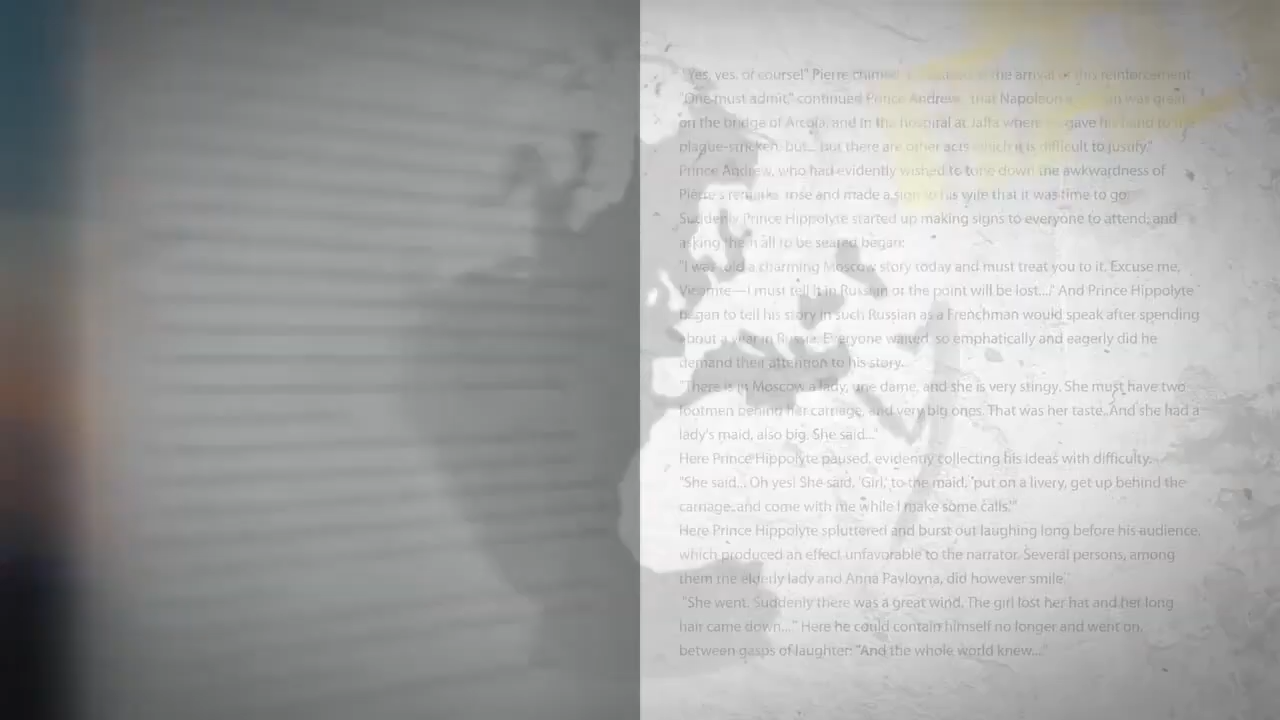 "Yes, yes, of course!" Pierre chimed the arrival of this reinforcement.
"One must admit," continued Prince Andrew, "that Napoleon as a man was great
on the bridge of Arcola, and in the hospital at Jaffa where he gave his hand to the
plague-stricken; but... but there are other acts which it is difficult to justify."
Prince Andrew, who had evidently wished to tone down the awkwardness of
Pierre's remarks, rose and made a sign to his wife that it was time to go.
Suddenly Prince Hippolyte started up making signs to everyone to attend, and
asking them all to be seated began:
"I was told a charming Moscow story today and must treat you to it. Excuse me,
Vicomte—I must tell it in Russian or the point will be lost...." And Prince Hippolyte
began to tell his story in such Russian as a Frenchman would speak after spending
about a year in Russia. Everyone waited, so emphatically and eagerly did he
demand their attention to his story.
"There is in Moscow a lady, une dame, and she is very stingy. She must have two
footmen behind her carriage, and very big ones. That was her taste. And she had a
lady's maid, also big. She said..."
Here Prince Hippolyte paused, evidently collecting his ideas with difficulty.
"She said... Oh yes! She said, 'Girl,' to the maid, 'put on a livery, get up behind the
carriage, and come with me while I make some calls.'"
Here Prince Hippolyte spluttered and burst out laughing long before his audience,
which produced an effect unfavorable to the narrator. Several persons, among
them the elderly lady and Anna Pavlovna, did however smile."
"She went. Suddenly there was a great wind. The girl lost her hat and her long
hair came down...." Here he could contain himself no longer and went on,
between gasps of laughter: "And the whole world knew...."